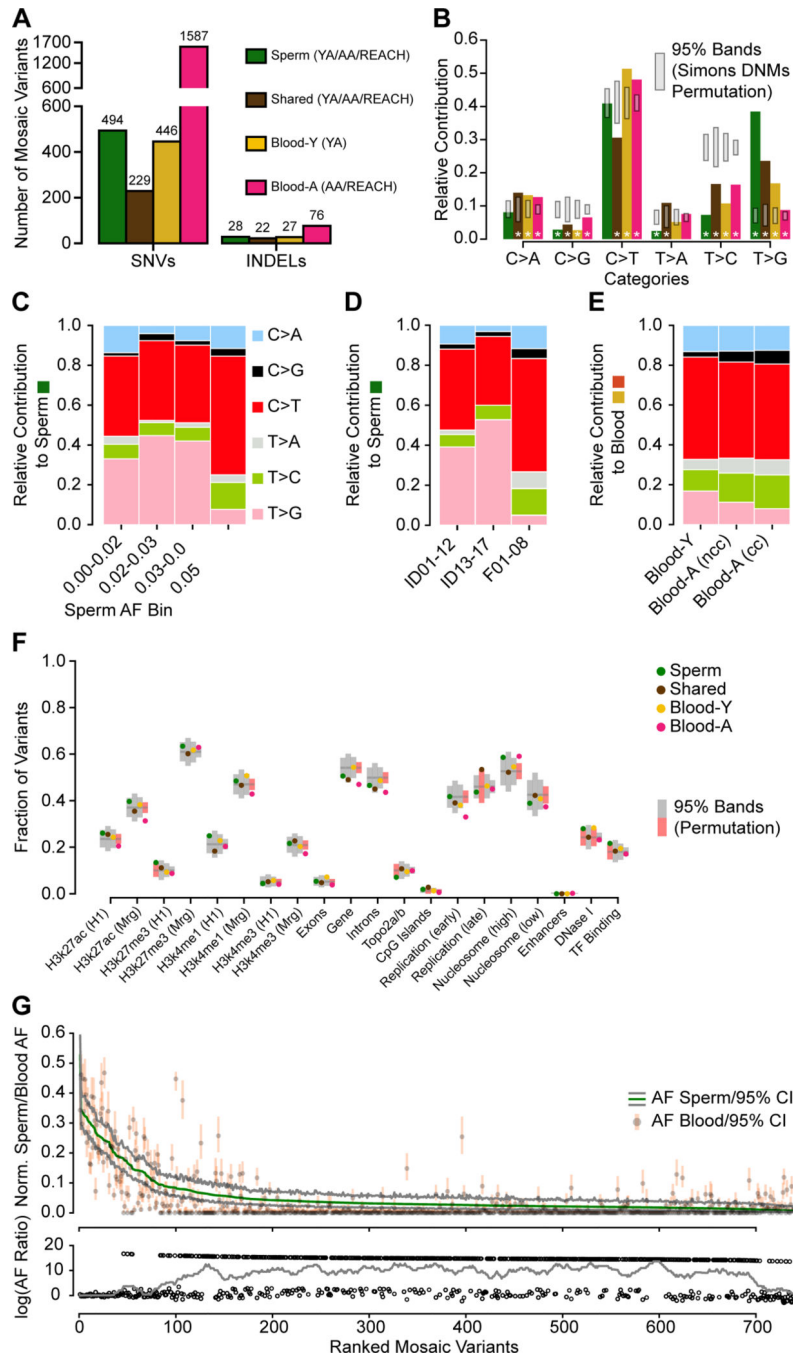 A
Number of Mosaic Variants
1700
1200
600
400
200
0
494
229
446
1587
28
22
27
76
SNVs
INDELs
Sperm (YA/AA/REACH)
Shared (YA/AA/REACH)
Blood-Y (YA)
Blood-A (AA/REACH)
B
Relative Contribution
0.6
0.5
0.4
0.3
0.2
0.1
0.0
95% Bands
(Simons DNMs
Permutation)
* * * * * * * * * * * * * * * * * * * * * * *
C>A
C>G
C>T
T>A
T>C
T>G
Categories
C
Relative Contribution
to Sperm
1.0
0.8
0.6
0.4
0.2
0.0
0.00-0.02
0.02-0.03
0.03-0.0
0.05
Sperm AF Bin
C>A
C>G
C>T
T>A
T>C
T>G
D
Relative Contribution
to Sperm
1.0
0.8
0.6
0.4
0.2
0.0
ID01-12
ID13-17
F01-08
E
Relative Contribution
to Blood
1.0
0.8
0.6
0.4
0.2
0.0
Blood-Y
Blood-A (ncc)
Blood-A (cc)
F
Fraction of Variants
1.0
0.8
0.6
0.4
0.2
0.0
Sperm
Shared
Blood-Y
Blood-A
95% Bands
(Permutation)
H3k27ac (H1)
H3k27ac (Mrg)
H3k27me3 (H1)
H3k27me3 (Mrg)
H3k4me1 (H1)
H3k4me1 (Mrg)
H3k4me3 (H1)
H3k4me3 (Mrg)
Exons
Gene
Introns
Topo2a/b
CpG Islands
Replication (early)
Replication (late)
Nucleosome (high)
Nucleosome (low)
Enhancers
DNase I
TF Binding
G
Norm. Sperm/Blood AF
0.6
0.5
0.4
0.3
0.2
0.1
0.0
AF Sperm/95% CI
AF Blood/95% CI
log(AF Ratio)
20
10
0
0
100
200
300
400
500
600
700
Ranked Mosaic Variants